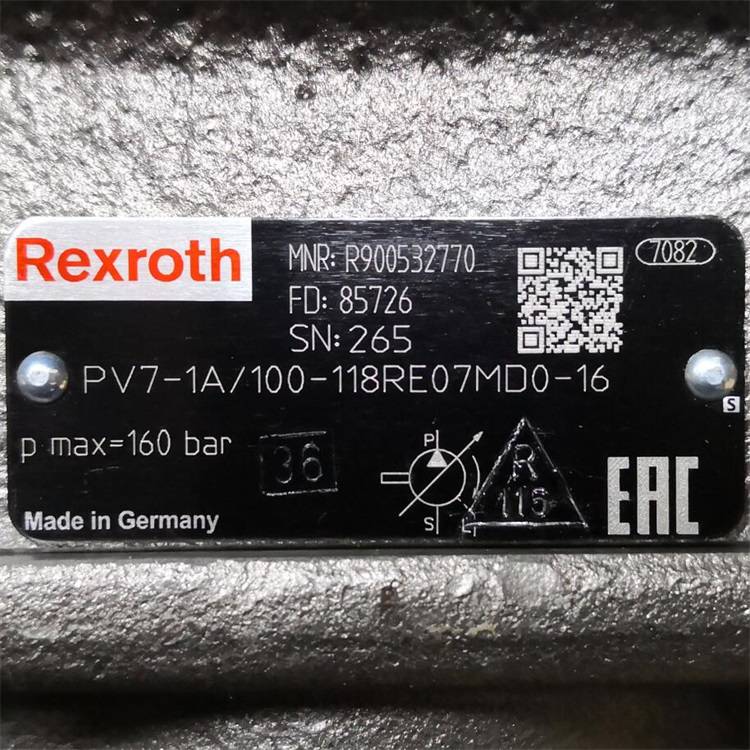 Rexroth
MNR: R900532770
FD: 85726
SN: 265
7082
PV7-1A/100-118RE07MD0-16
S
p max=160 bar
36
P
S
L
R
116
EAC
Made in Germany